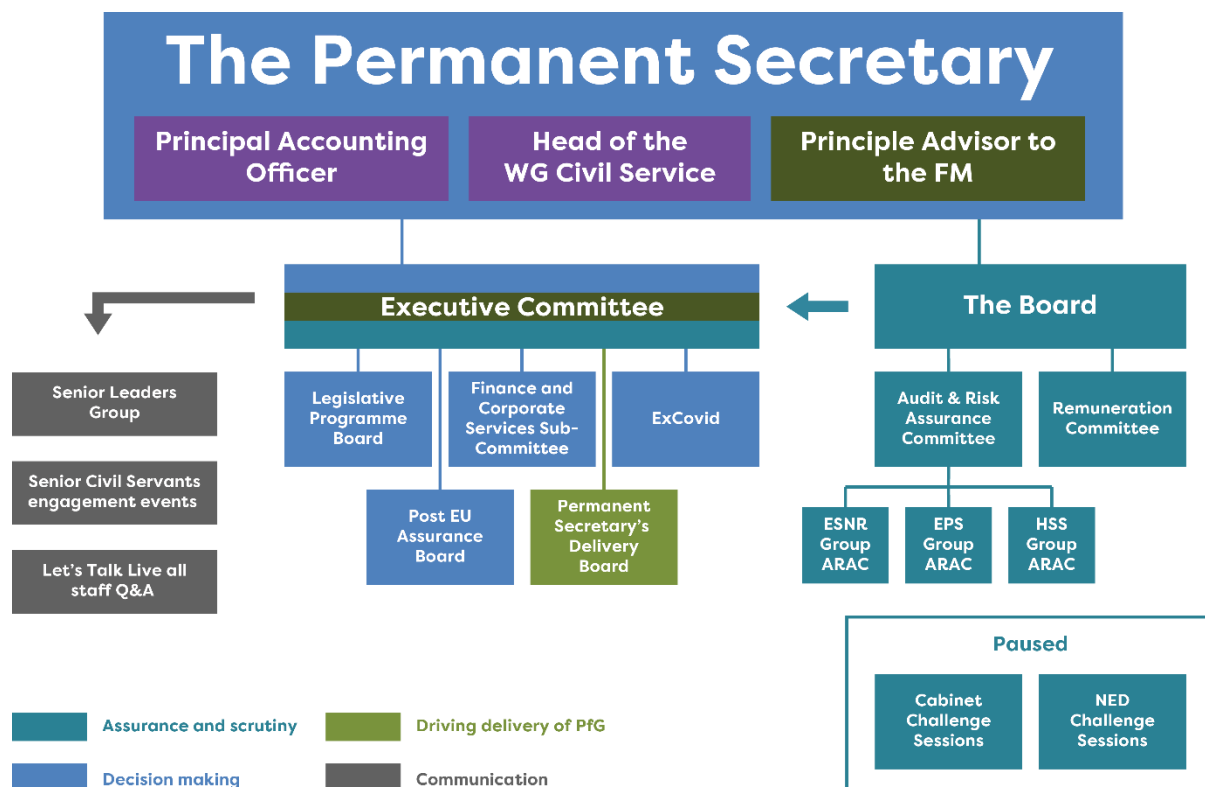 The Permanent Secretary
Principal Accounting
Officer
Head of the
WG Civil Service
Principle Advisor to
the FM
Executive Committee
The Board
Senior Leaders
Group
Senior Civil Servants
engagement events
Let's Talk Live all
staff Q&A
Legislative
Programme
Board
Finance and
Corporate
Services Sub-
Committee
ExCovid
Post EU
Assurance
Board
Permanent
Secretary's
Delivery
Board
Audit & Risk
Assurance
Committee
Remuneration
Committee
ESNR
Group
ARAC
EPS
Group
ARAC
HSS
Group
ARAC
Paused
Cabinet
Challenge
Sessions
NED
Challenge
Sessions
Assurance and scrutiny
Driving delivery of PfG
Decision making
Communication